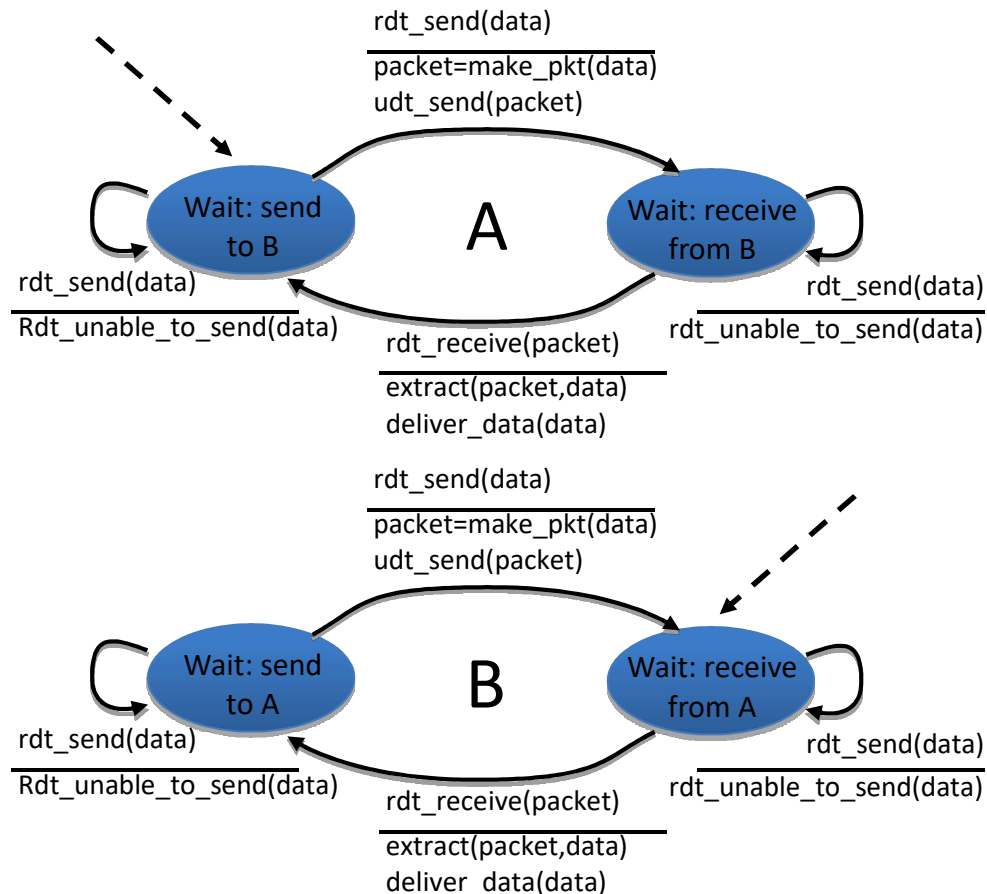 rdt_send(data)
packet=make_pkt(data)
udt_send(packet)
Wait: send
to B
A
Wait: receive
from B
rdt_send(data)
Rdt_unable_to_send(data)
rdt_send(data)
rdt_unable_to_send(data)
rdt_receive(packet)
extract(packet,data)
deliver_data(data)
rdt_send(data)
packet=make_pkt(data)
udt_send(packet)
Wait: send
to A
B
Wait: receive
from A
rdt_send(data)
Rdt_unable_to_send(data)
rdt_send(data)
rdt_unable_to_send(data)
rdt_receive(packet)
extract(packet,data)
deliver_data(data)